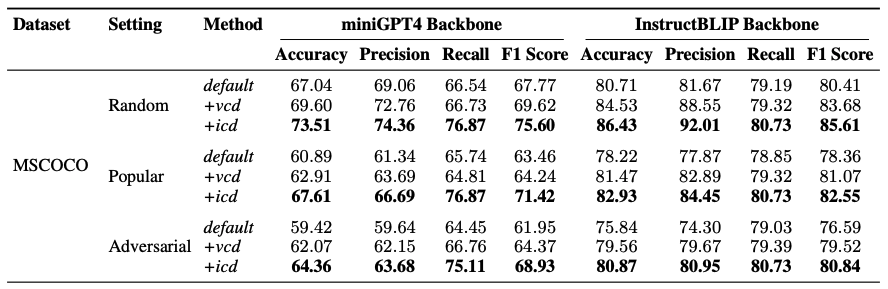 Dataset Setting Method miniGPT4 Backbone InstructBLIP Backbone
Accuracy Precision Recall F1 Score Accuracy Precision Recall F1 Score
default 67.04 69.06 66.54 67.77 80.71 81.67 79.19 80.41
Random +vcd 69.60 72.76 66.73 69.62 84.53 88.55 79.32 83.68
+icd 73.51 74.36 76.87 75.60 86.43 92.01 80.73 85.61
default 60.89 61.34 65.74 63.46 78.22 77.87 78.85 78.36
MSCOCO Popular +vcd 62.91 63.69 64.81 64.24 81.47 82.89 79.32 81.07
+icd 67.61 66.69 76.87 71.42 82.93 84.45 80.73 82.55
default 59.42 59.64 64.45 61.95 75.84 74.30 79.03 76.59
Adversarial +vcd 62.07 62.15 66.76 64.37 79.56 79.67 79.39 79.52
+icd 64.36 63.68 75.11 68.93 80.87 80.95 80.73 80.84